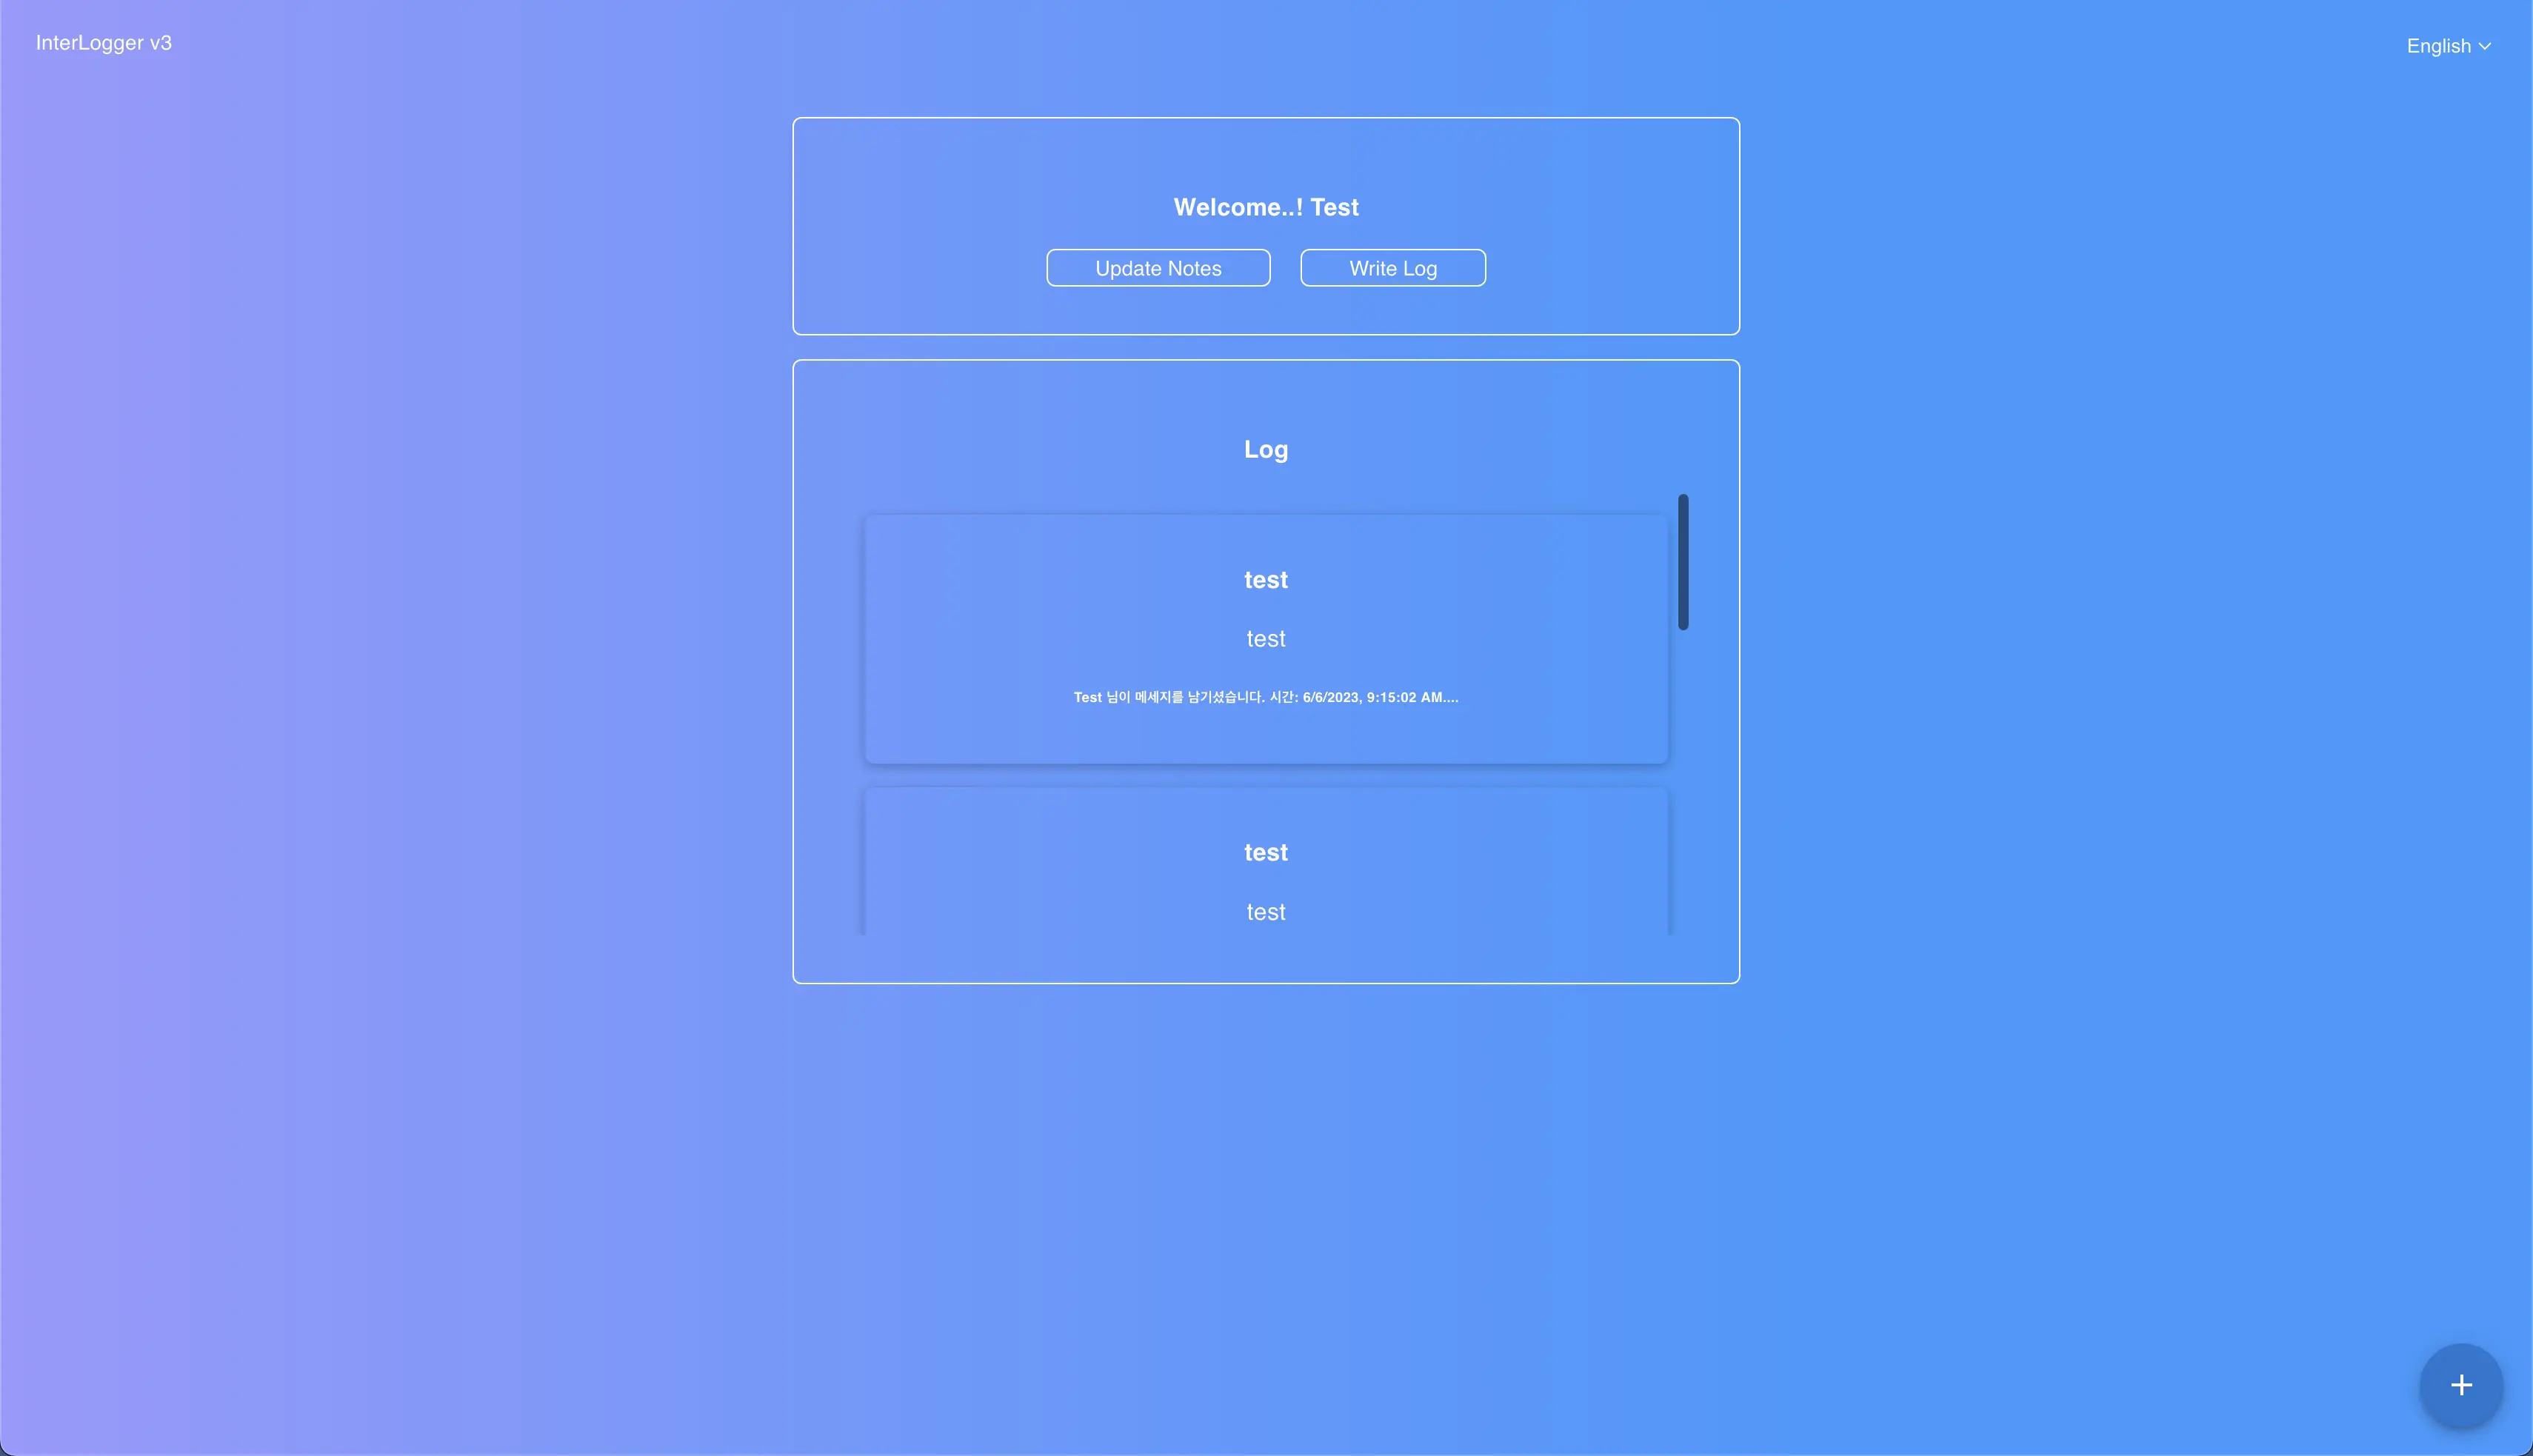 InterLogger v3
English
Welcome..! Test
Update Notes
Write Log
Log
test
test
Test 님이 메세지를 남기셨습니다. 시간: 6/6/2023, 9:15:02 AM....
test
test
+